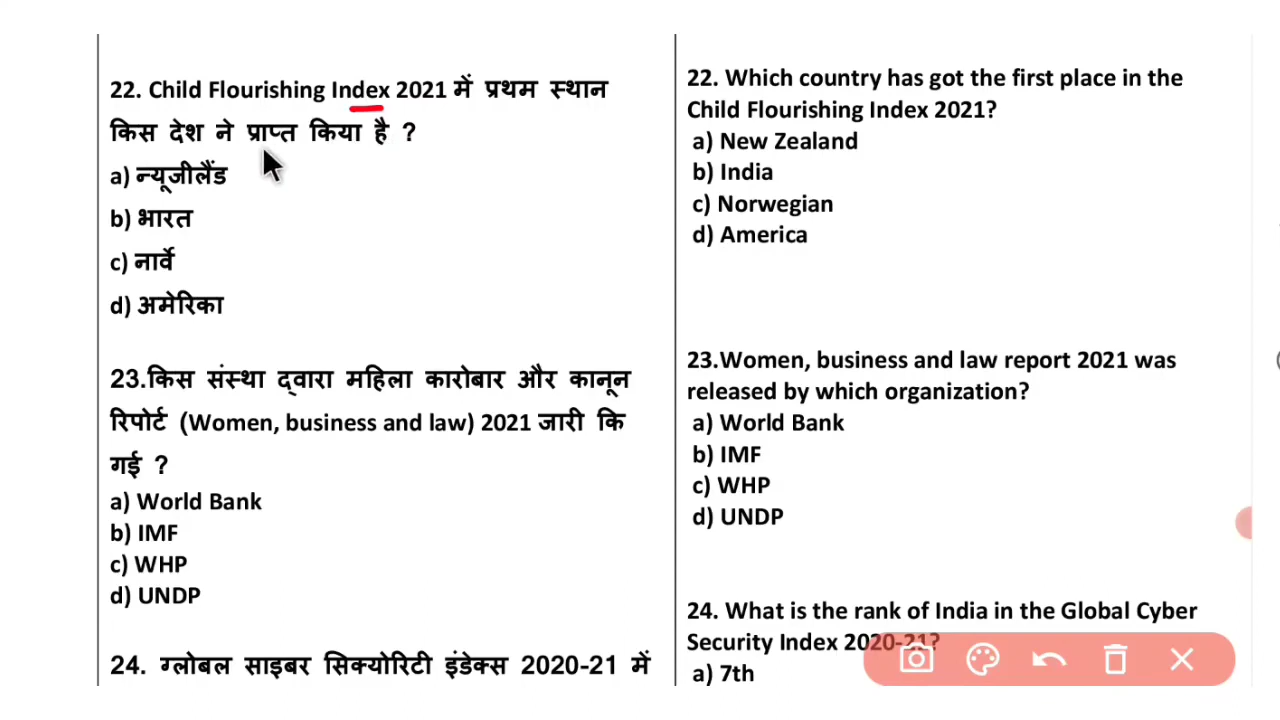 22. Child Flourishing Index 2021 में प्रथम स्थान
किस देश ने प्राप्त किया है ?
a) न्यूजीलैंड
b) भारत
c) नार्वे
d) अमेरिका
23.किस संस्था द्वारा महिला कारोबार और कानून
रिपोर्ट (Women, business and law) 2021 जारी कि
गई ?
a) World Bank
b) IMF
c) WHP
d) UNDP
24. ग्लोबल साइबर सिक्योरिटी इंडेक्स 2020-21 में
22. Which country has got the first place in the
Child Flourishing Index 2021?
a) New Zealand
b) India
c) Norwegian
d) America
23.Women, business and law report 2021 was
released by which organization?
a) World Bank
b) IMF
c) WHP
d) UNDP
24. What is the rank of India in the Global Cyber
Security Index 2020-21?
a) 7th